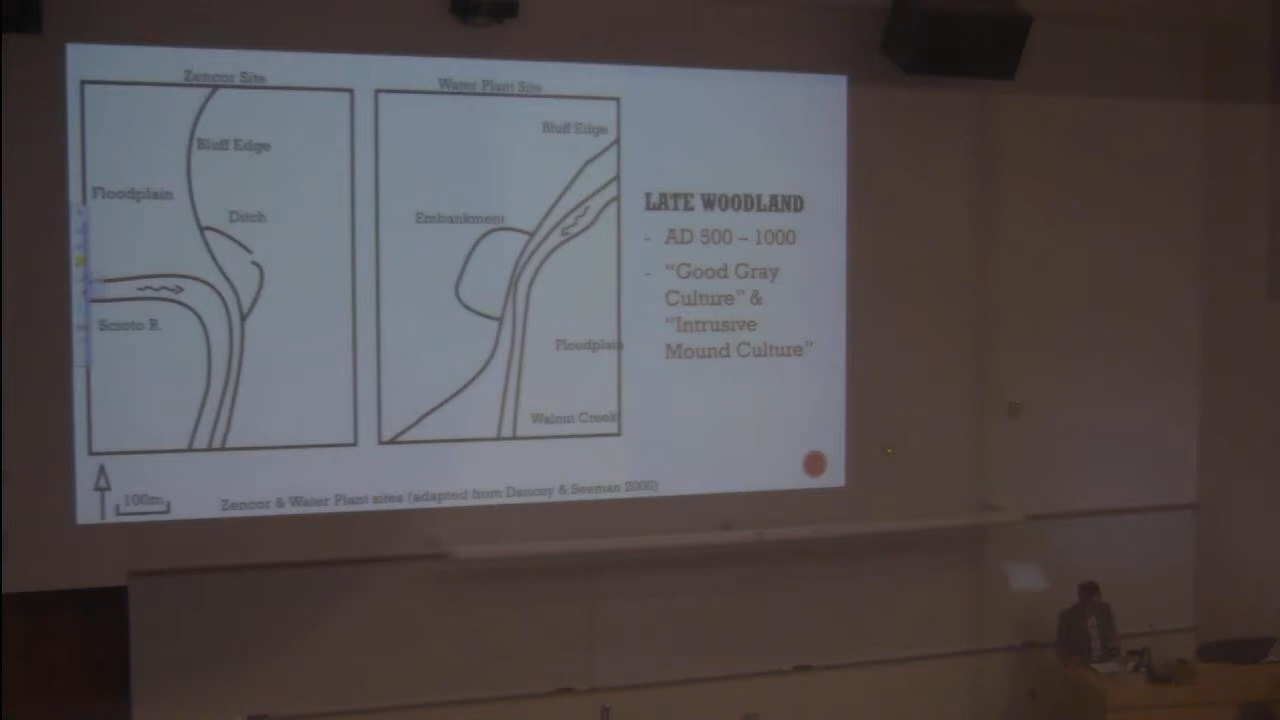 Zencor Site
Bluff Edge
Floodplain
Ditch
Scioto R.
100m
Water Plant Site
Bluff Edge
Embankment
Floodplain
Walnut Creek
Zencor & Water Plant sites (adapted from Dancey & Seeman 2000)
LATE WOODLAND
- AD 500 – 1000
- “Good Gray
Culture” &
“Intrusive
Mound Culture”